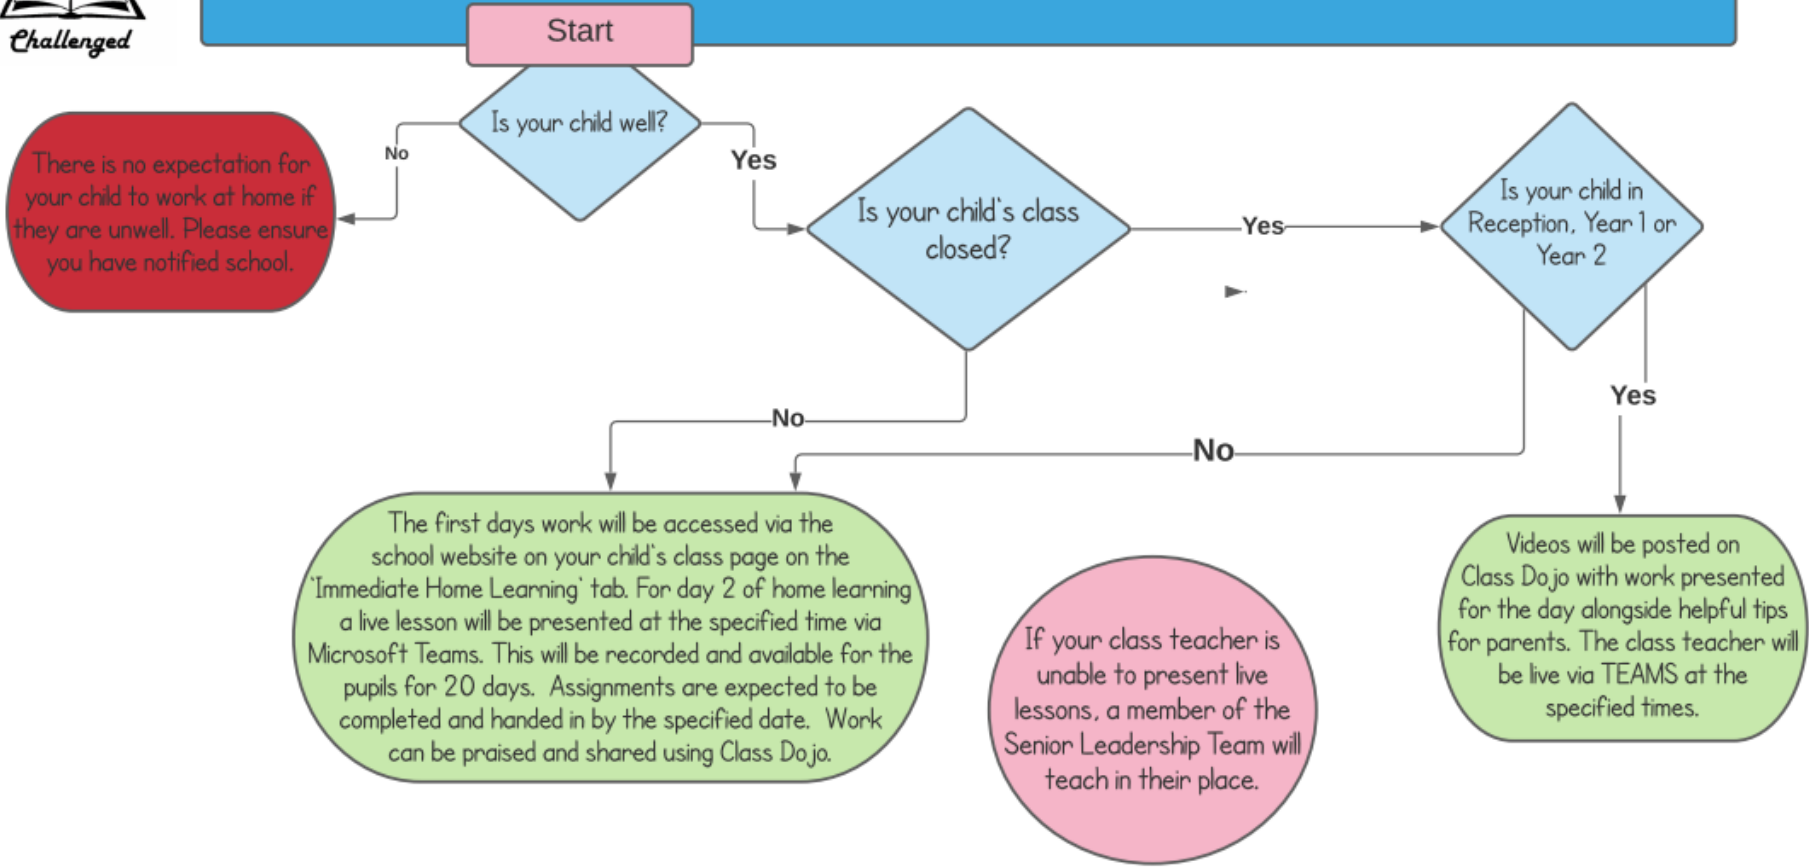 Challenged
Start
Is your child well?
No
Yes
There is no expectation for
your child to work at home if
they are unwell. Please ensure
you have notified school.
Is your child's class
closed?
Yes
Is your child in
Reception, Year 1 or
Year 2
No
No
Yes
The first days work will be accessed via the
school website on your child's class page on the
'Immediate Home Learning' tab. For day 2 of home learning
a live lesson will be presented at the specified time via
Microsoft Teams. This will be recorded and available for the
pupils for 20 days. Assignments are expected to be
completed and handed in by the specified date. Work
can be praised and shared using Class Dojo.
If your class teacher is
unable to present live
lessons, a member of the
Senior Leadership Team will
teach in their place.
Videos will be posted on
Class Dojo with work presented
for the day alongside helpful tips
for parents. The class teacher will
be live via TEAMS at the
specified times.